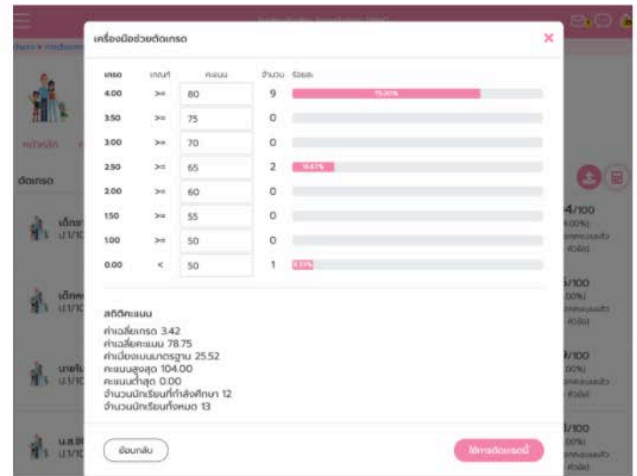 เครื่องมือช่วยตัดเกรด ×
เกรด เกณฑ์ คะแนน จำนวน ร้อยละ
4.00 >= 80 9 75.00%
3.50 >= 75 0
3.00 >= 70 0
2.50 >= 65 2 16.67%
2.00 >= 60 0
1.50 >= 55 0
1.00 >= 50 0
0.00 < 50 1 8.33%
สถิติคะแนน
ค่าเฉลี่ยเกรด 3.42
ค่าเฉลี่ยคะแนน 78.75
ค่าเบี่ยงเบนมาตรฐาน 25.52
คะแนนสูงสุด 104.00
คะแนนต่ำสุด 0.00
จำนวนนักเรียนที่กำลังศึกษา 12
จำนวนนักเรียนทั้งหมด 13
ย้อนกลับ ใช้การตัดเกรดนี้
หน้าหลัก
ตัดเกรด
4/100
/100
/100
/100